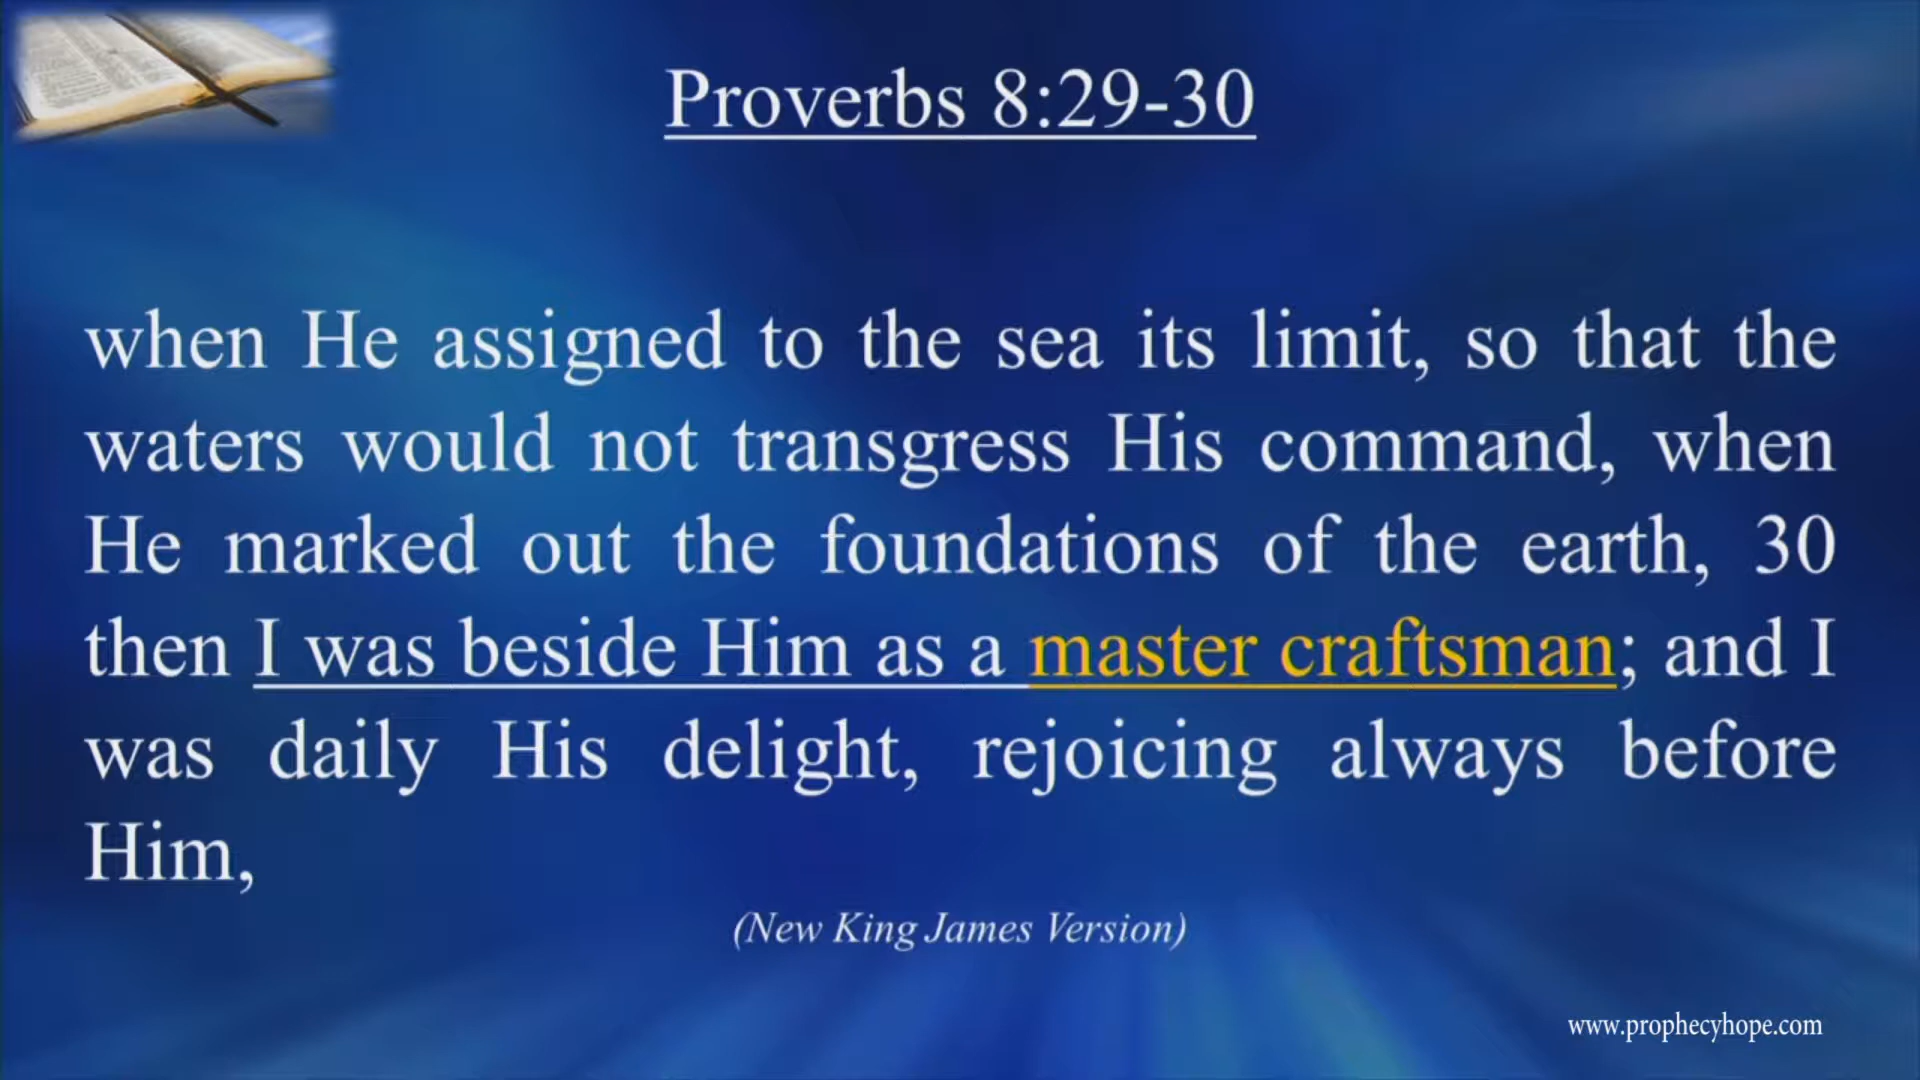 Proverbs 8:29-30
when He assigned to the sea its limit, so that the
waters would not transgress His command, when
He marked out the foundations of the earth, 30
then I was beside Him as a master craftsman; and I
was daily His delight, rejoicing always before
Him,
(New King James Version)
www.prophecyhope.com